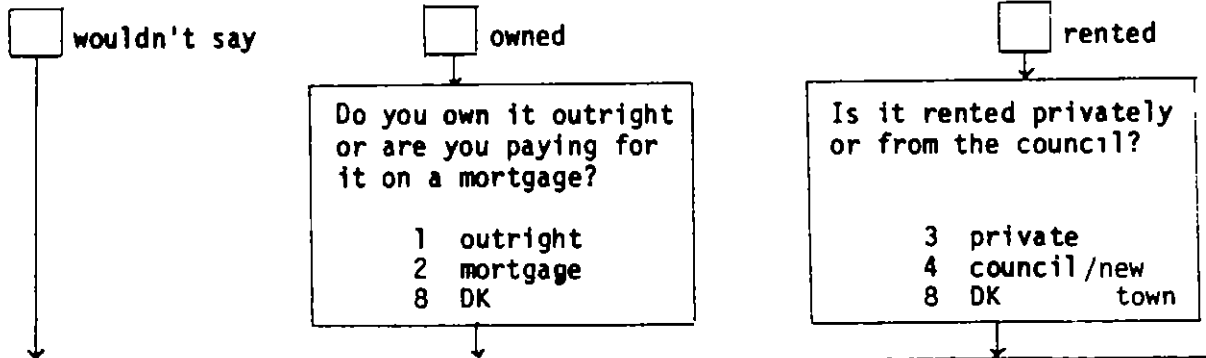 wouldn't say
owned
rented
Do you own it outright
or are you paying for
it on a mortgage?
1 outright
2 mortgage
8 DK
Is it rented privately
or from the council?
3 private
4 council/new
8 DK town